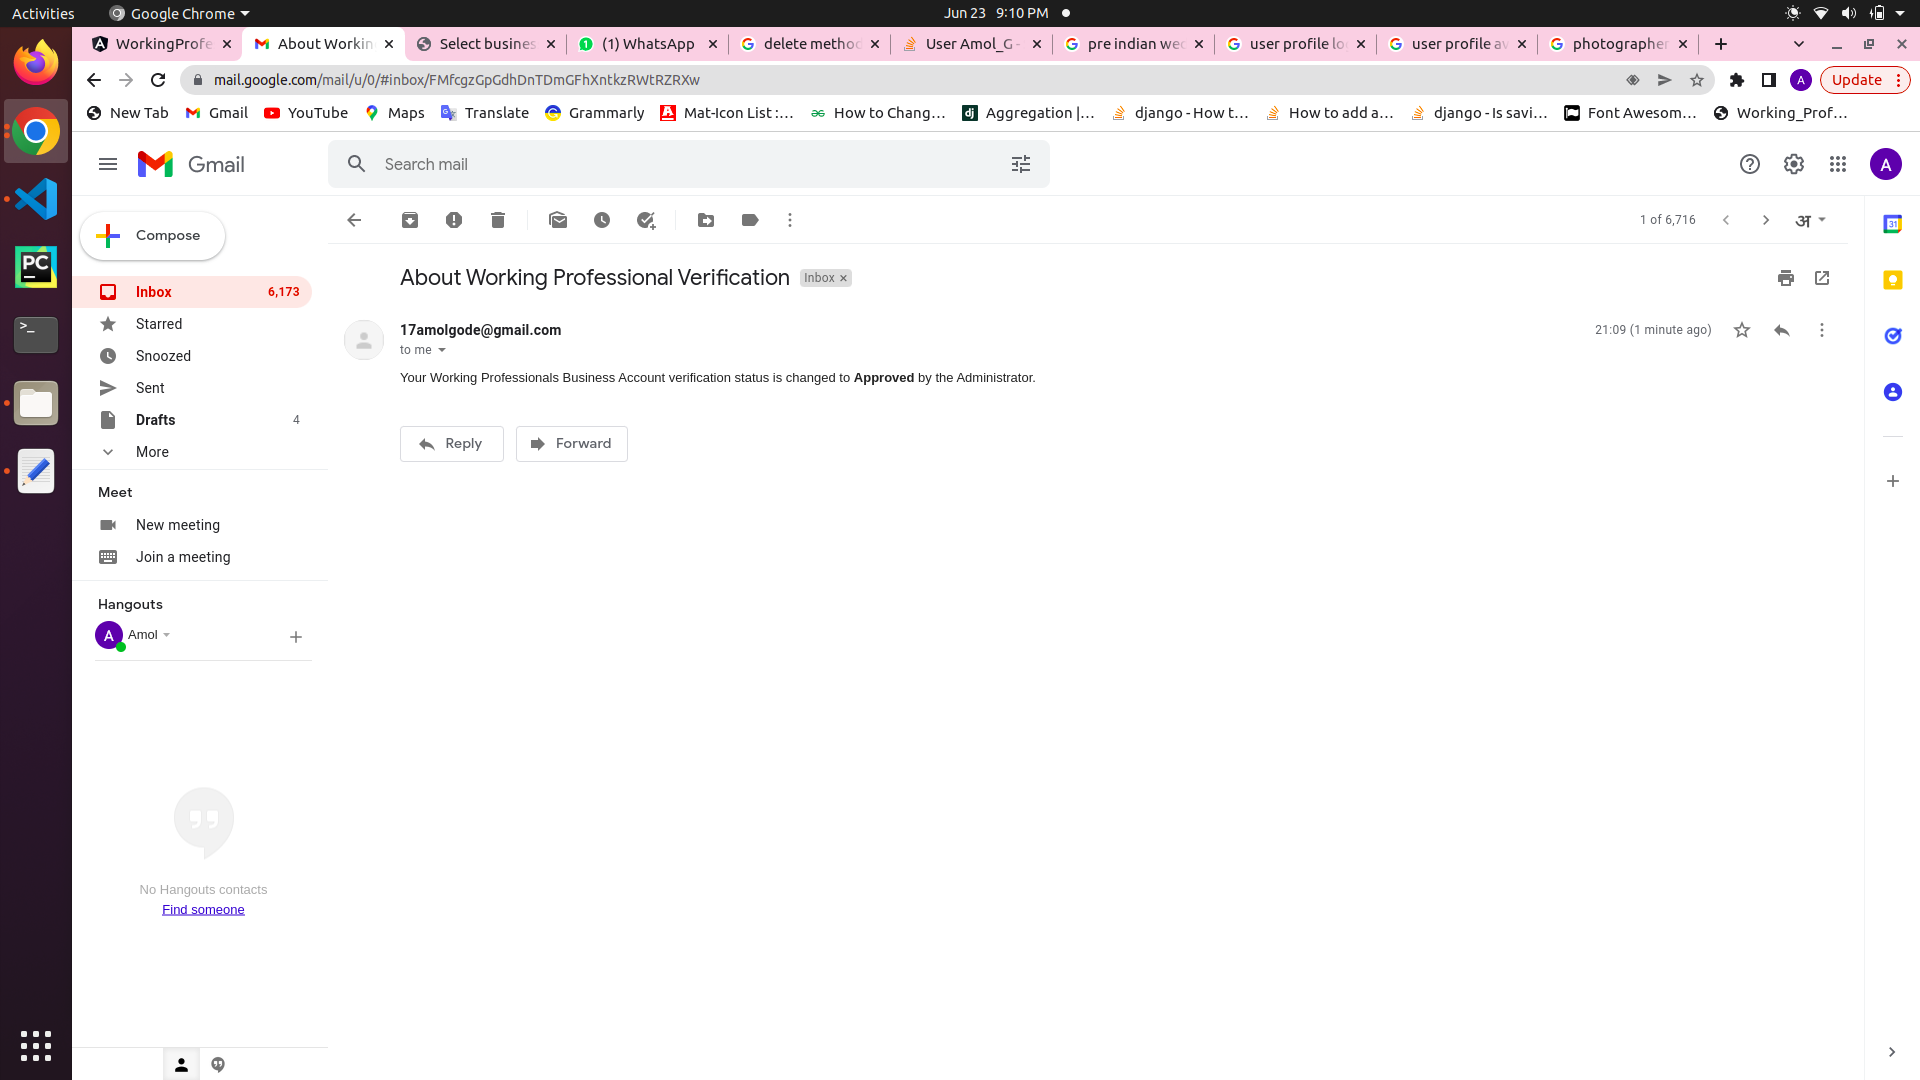 Activities Google Chrome Jun 23 9:10 PM
WorkingProfe About Workin Select busines (1) WhatsApp delete metho User Amol_G - pre indian wed user profile lo user profile av photographer
mail.google.com/mail/u/0/#inbox/FMfcgzGpGdhDnTDmGFhXntkzRWtRZRXw A Update
New Tab Gmail YouTube Maps Translate Grammarly Mat-Icon List :... How to Chang... Aggregation |... django - How t... How to add a... django - Is savi... Font Awesom... Working_Prof...
Gmail Search mail A
Compose 1 of 6,716 अ
About Working Professional Verification Inbox ×
Inbox 6,173
Starred
17amolgode@gmail.com 21:09 (1 minute ago)
to me
Snoozed
Your Working Professionals Business Account verification status is changed to Approved by the Administrator.
Sent
Drafts 4
Reply Forward
More
Meet
New meeting
Join a meeting
Hangouts
A Amol
No Hangouts contacts
Find someone